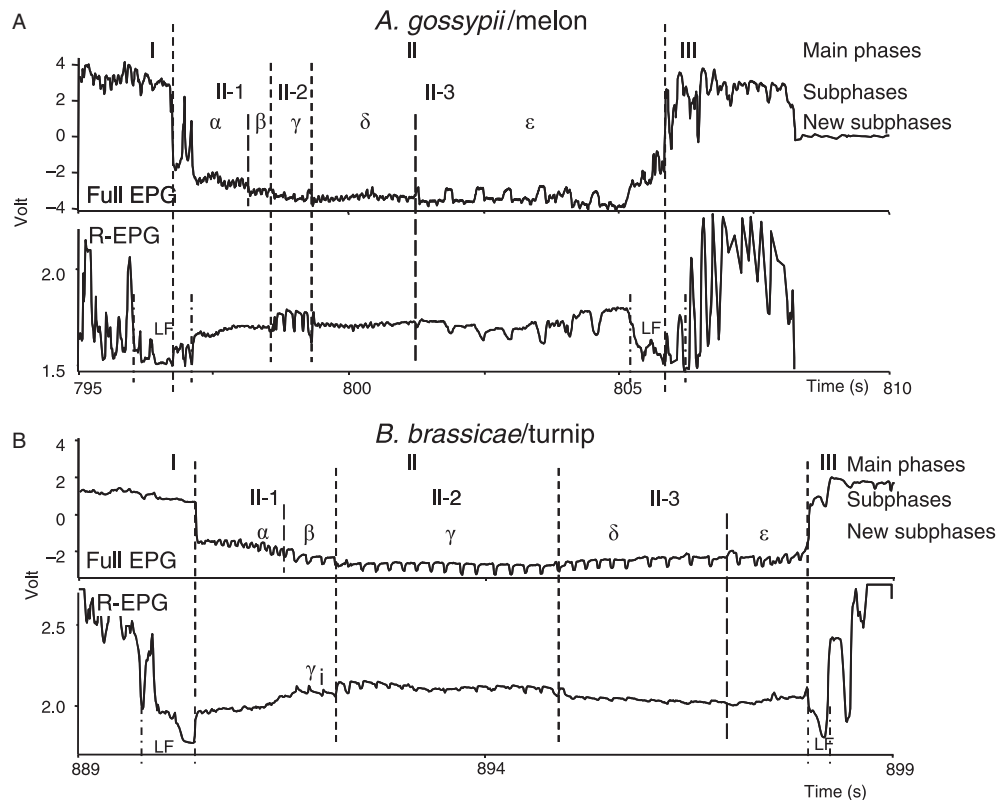 A
A. gossypii/melon
I II III Main phases
II-1 II-2 II-3 Subphases
α β γ δ ε New subphases
4
2
0
−2
−4
Full EPG
Volt
R-EPG
2.0
1.5
LF LF
795 800 805 Time (s) 810
B
B. brassicae/turnip
I II III Main phases
II-1 II-2 II-3 Subphases
α β γ δ ε New subphases
4
2
0
−2
Full EPG
Volt
R-EPG
2.5
2.0
γ i
LF LF
889 894 899
Time (s)